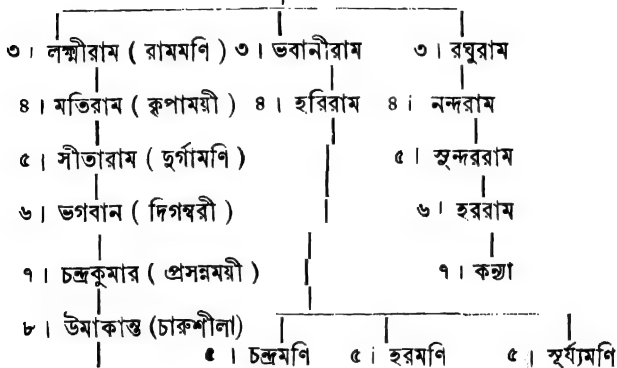 ৩। লক্ষ্মীরাম ( রামমণি ) ৩। ভবানীরাম ৩। রঘুরাম
৪। মতিরাম ( কৃপাময়ী ) ৪। হরিরাম ৪। নন্দরাম
৫। সীতারাম ( দুর্গামণি ) ৫। সুন্দররাম
৬। ভগবান ( দিগম্বরী ) ৬। হররাম
৭। চন্দ্রকুমার ( প্রসন্নময়ী ) ৭। কন্যা
৮। উমাকান্ত (চারুশীলা)
৫। চন্দ্রমণি ৫। হরমণি ৫। সূর্য্যমণি